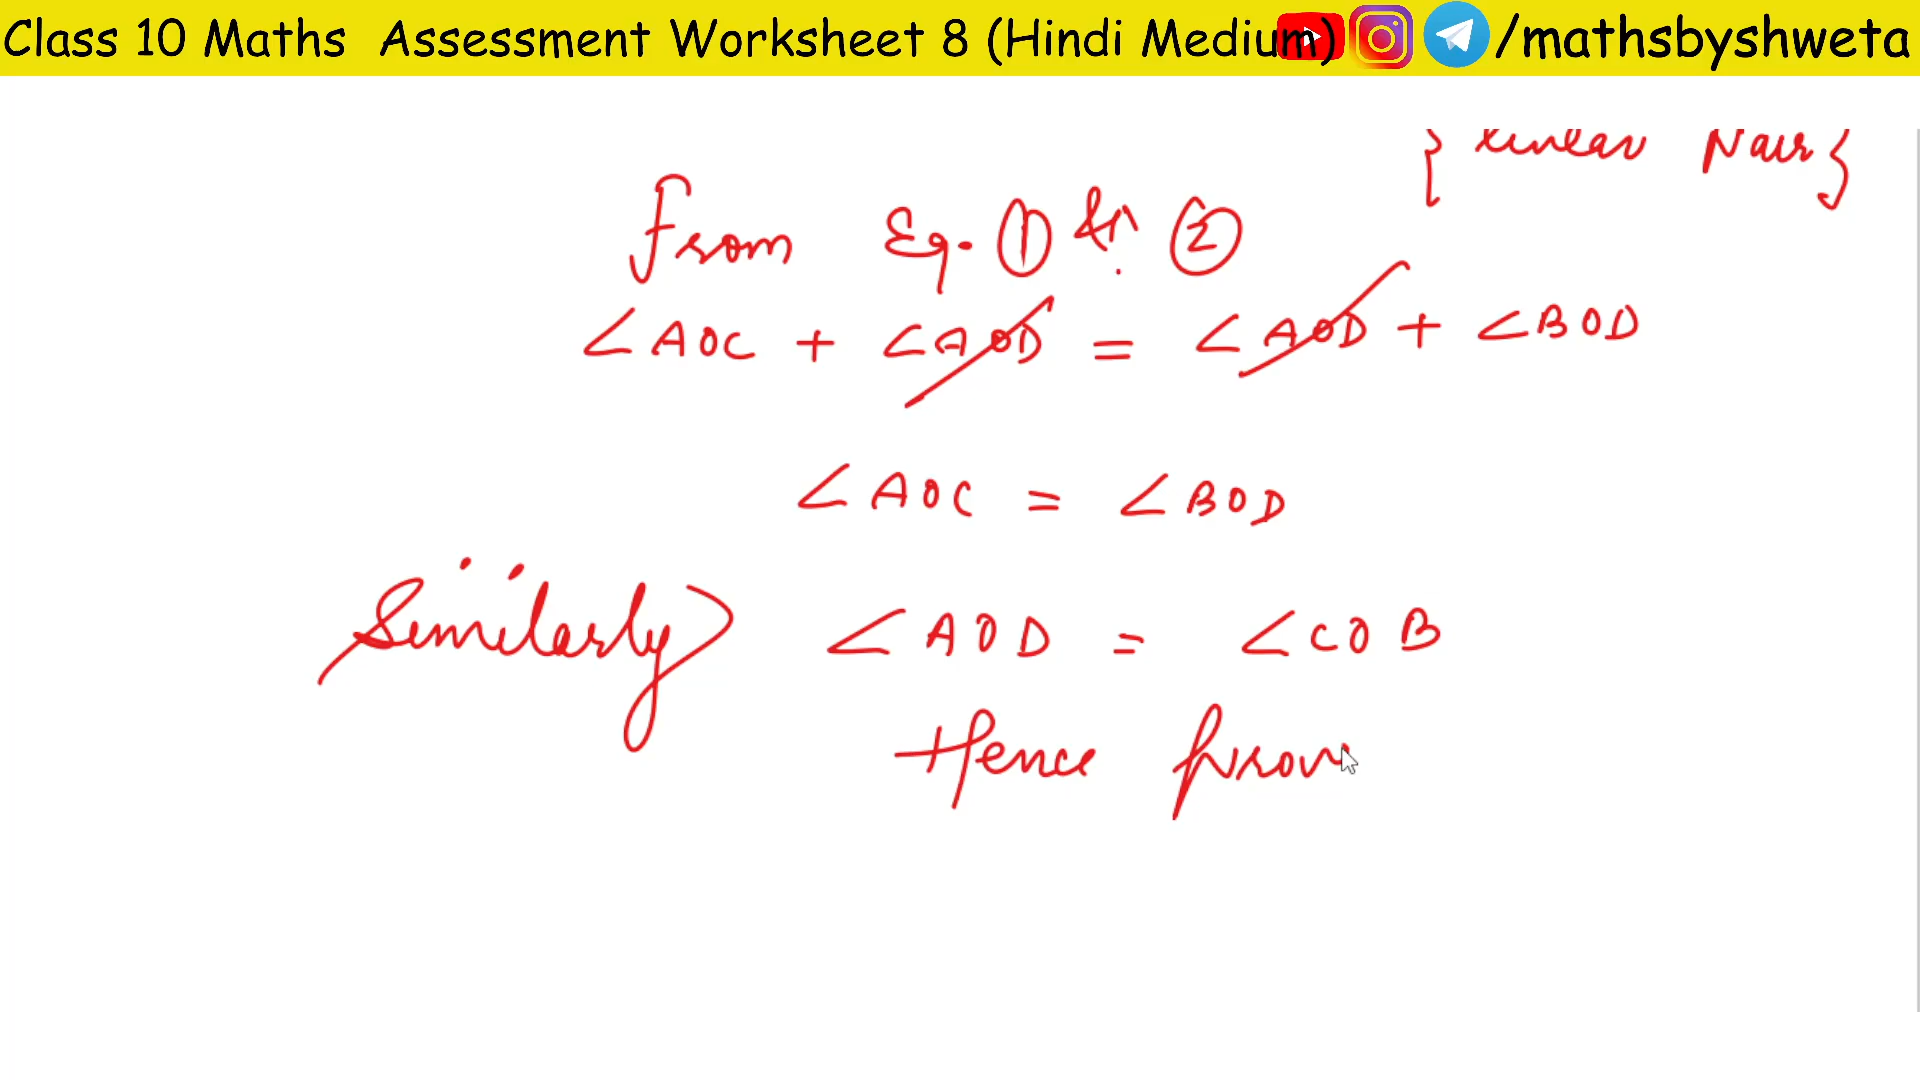 Class 10 Maths Assessment Worksheet 8 (Hindi Medium) /mathsbyshweta
{ Linear Pair }
From Eq. ① & ②
∠AOC + ∠AOD = ∠AOD + ∠BOD
∠AOC = ∠BOD
Similarly ∠AOD = ∠COB
Hence prov